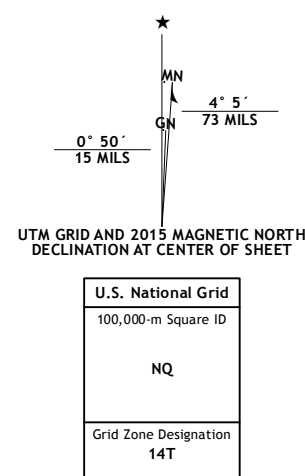 MN
4° 5´
73 MILS
GN
0° 50´
15 MILS
UTM GRID AND 2015 MAGNETIC NORTH
DECLINATION AT CENTER OF SHEET
U.S. National Grid
100,000-m Square ID
NQ
Grid Zone Designation
14T